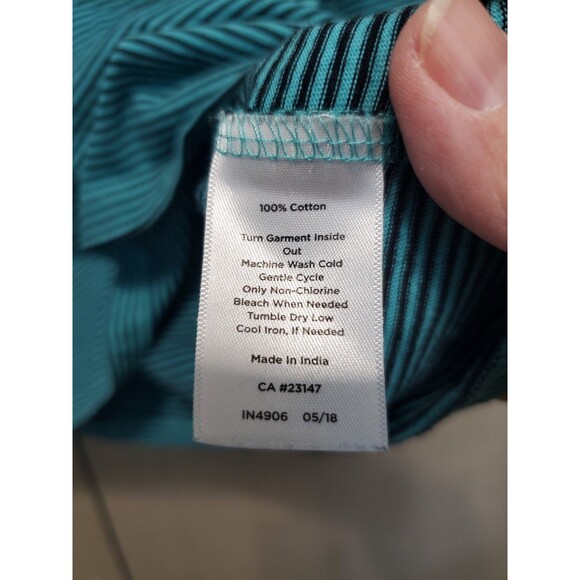 100% Cotton
Turn Garment Inside
Out
Machine Wash Cold
Gentle Cycle
Only Non-Chlorine
Bleach When Needed
Tumble Dry Low
Cool Iron, If Needed
Made In India
CA #23147
IN4906 05/18